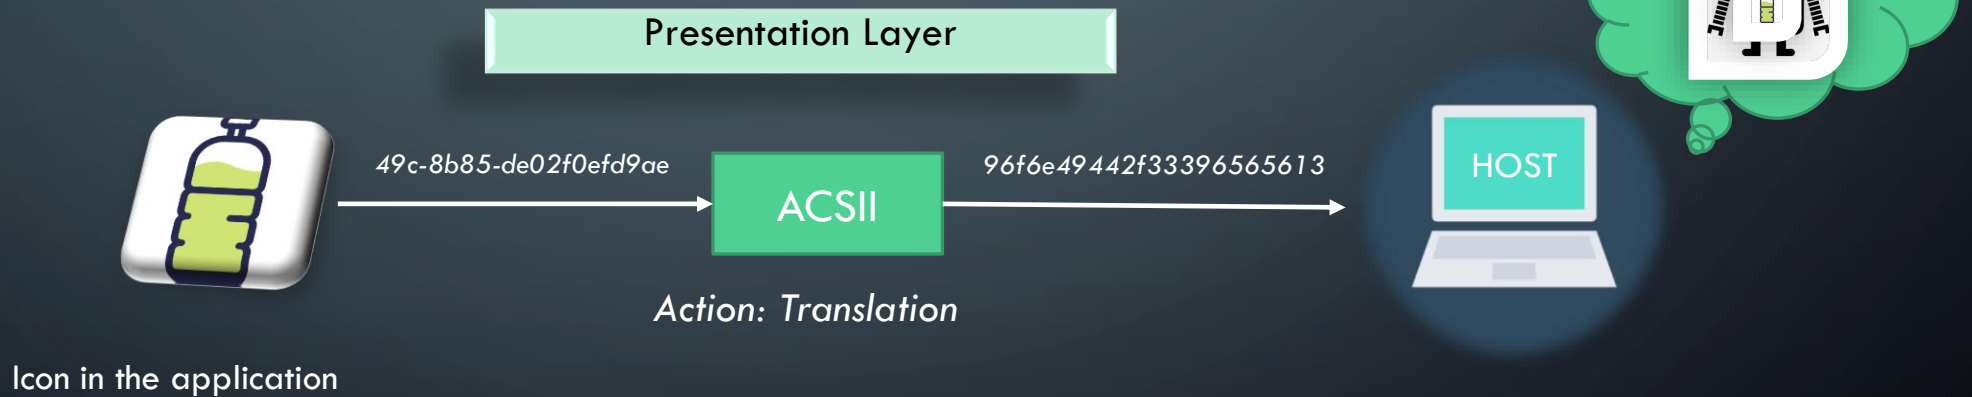 Presentation Layer
49c-8b85-de02f0efd9ae
ACSII
96f6e49442f33396565613
HOST
Action: Translation
Icon in the application